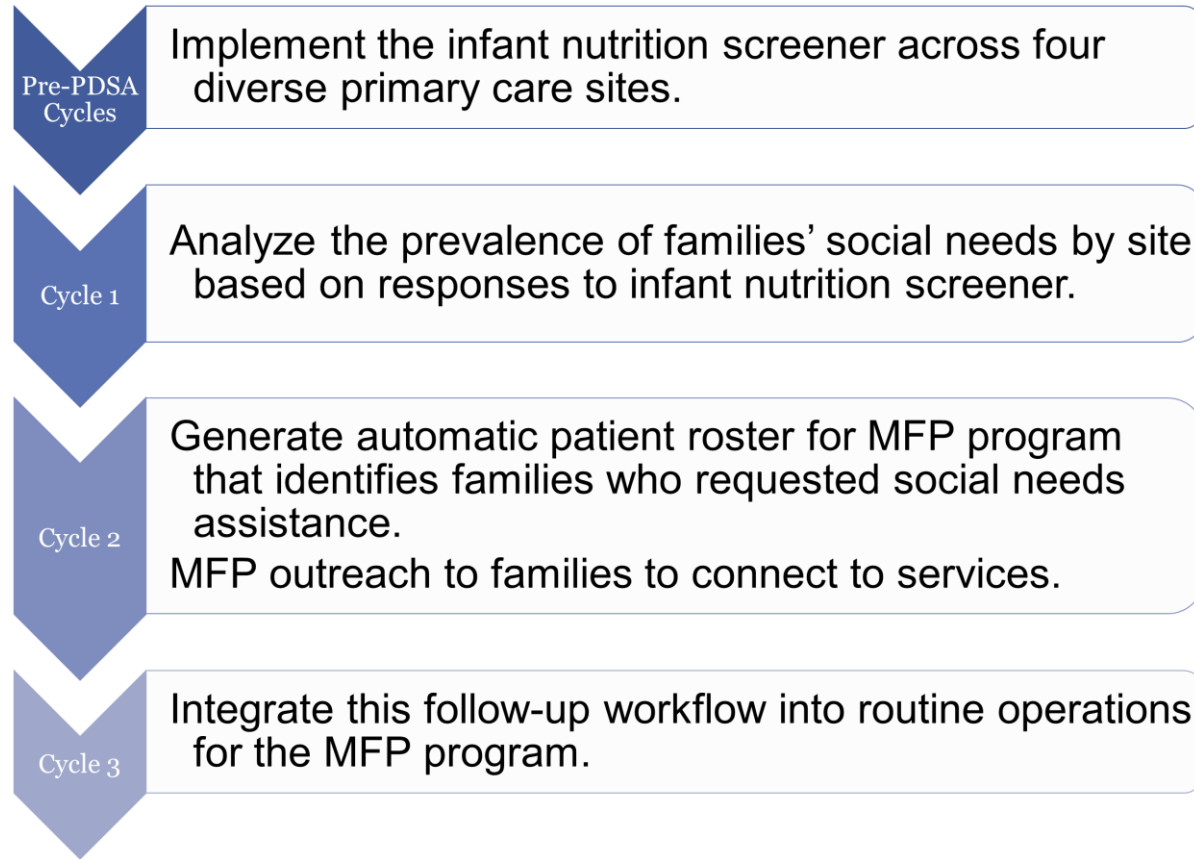 Pre-PDSA
Cycles
Implement the infant nutrition screener across four
diverse primary care sites.
Cycle 1
Analyze the prevalence of families’ social needs by site
based on responses to infant nutrition screener.
Cycle 2
Generate automatic patient roster for MFP program
that identifies families who requested social needs
assistance.
MFP outreach to families to connect to services.
Cycle 3
Integrate this follow-up workflow into routine operations
for the MFP program.